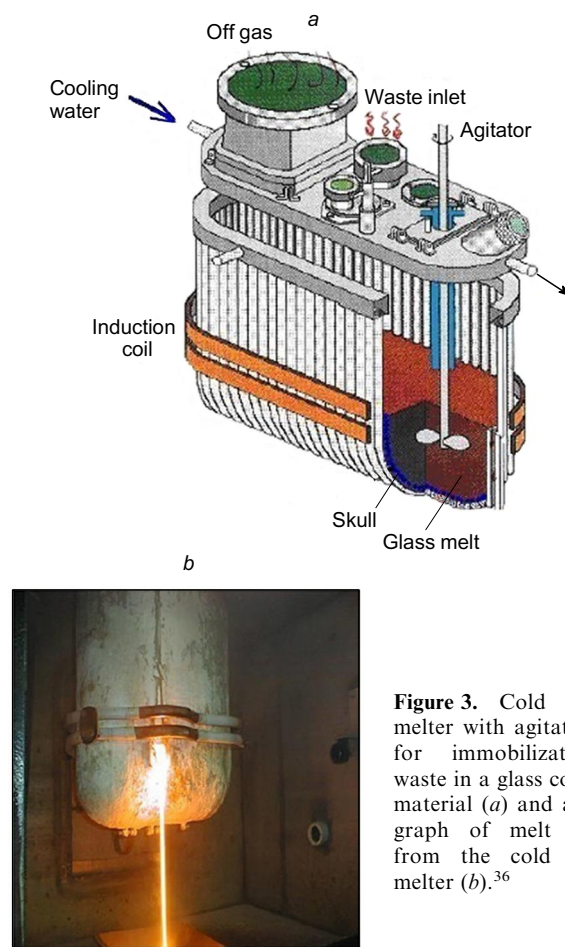 a
Off gas
Cooling
water
Waste inlet
Agitator
Induction
coil
Skull
Glass melt
b
Figure 3. Cold
melter with agitat
for immobilizat
waste in a glass co
material (a) and a
graph of melt
from the cold
melter (b).36